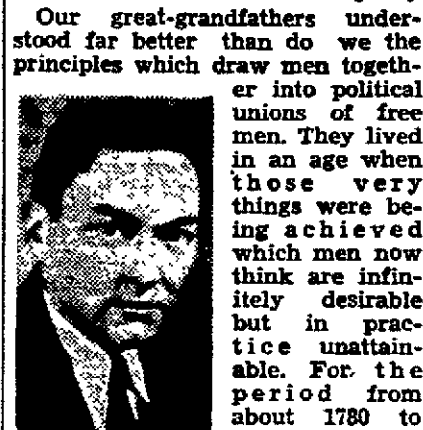 Our great-grandfathers under-
stood far better than do we the
principles which draw men togeth-
er into political
unions of free
men. They lived
in an age when
those very
things were be-
ing achieved
which men now
think are infin-
itely desirable
but in prac-
tice unattain-
able. For the
period from
about 1780 to